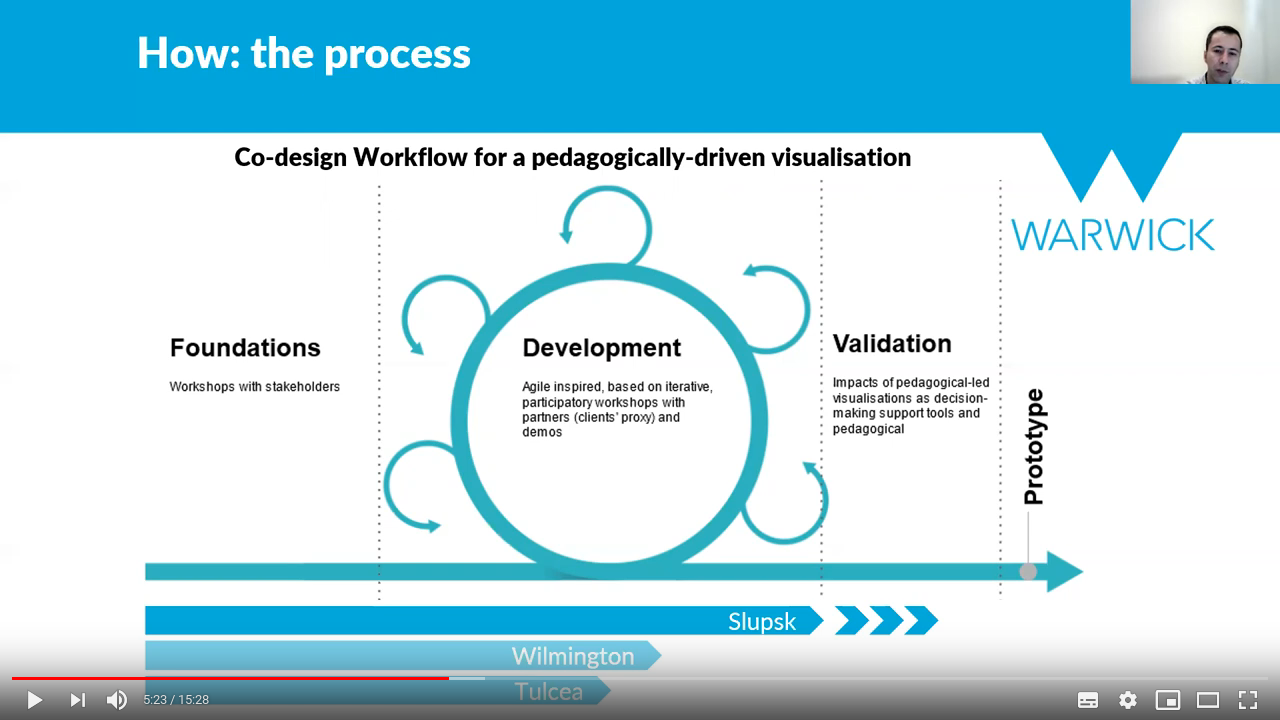 How: the process
Co-design Workflow for a pedagogically-driven visualisation
WARWICK
Foundations
Workshops with stakeholders
Development
Agile inspired, based on iterative,
participatory workshops with
partners (clients' proxy) and
demos
Validation
Impacts of pedagogical-led
visualisations as decision-
making support tools and
pedagogical
Prototype
Slupsk
Wilmington
Tulcea
5:23 / 15:28